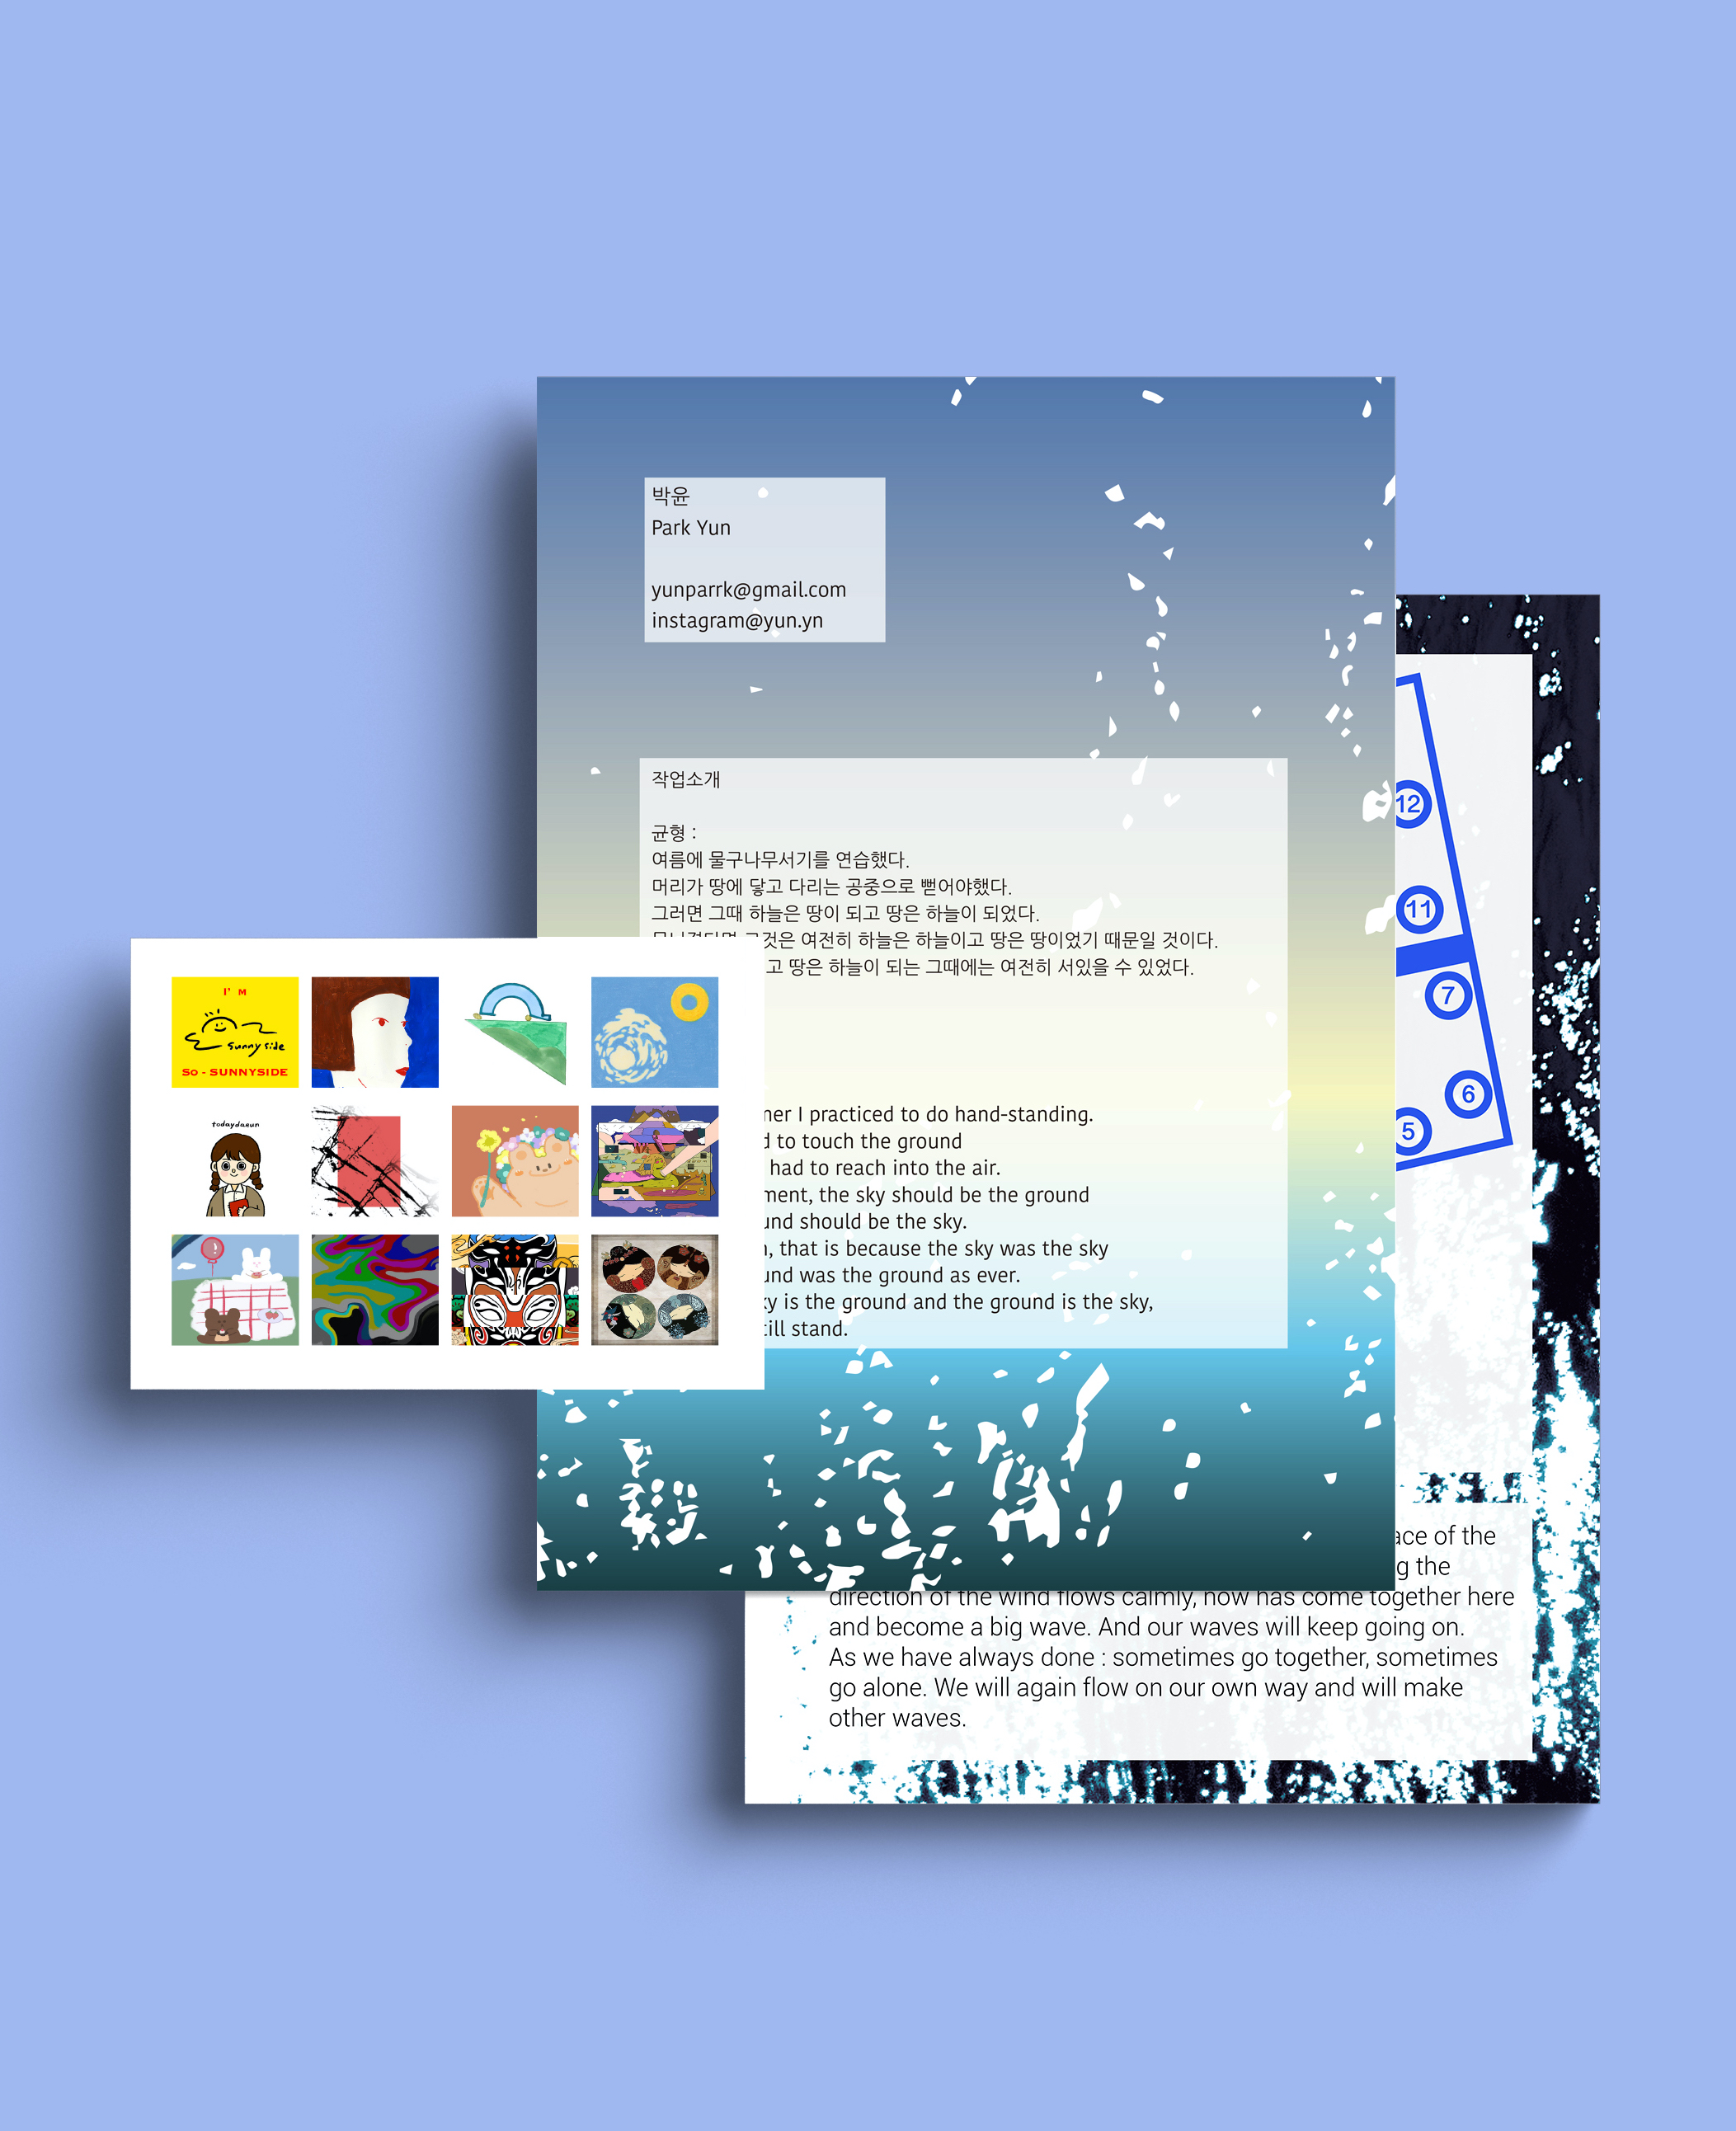 박윤
Park Yun
yunparrk@gmail.com
instagram@yun.yn
작업소개
균형 :
여름에 물구나무서기를 연습했다.
머리가 땅에 닿고 다리는 공중으로 뻗어야했다.
그러면 그때 하늘은 땅이 되고 땅은 하늘이 되었다.
여전히 하늘은 하늘이고 땅은 땅이었기 때문일 것이다.
고 땅은 하늘이 되는 그때에는 여전히 서있을 수 있었다.
I practiced to do hand-standing.
to touch the ground
had to reach into the air.
the sky should be the ground
should be the sky.
that is because the sky was the sky
was the ground as ever.
is the ground and the ground is the sky,
stand.
I' M
sunny side
SO - SUNNYSIDE
todaydaeun
12
11
7
6
5
of the
the
direction of the wind flows calmly, now has come together here
and become a big wave. And our waves will keep going on.
As we have always done : sometimes go together, sometimes
go alone. We will again flow on our own way and will make
other waves.